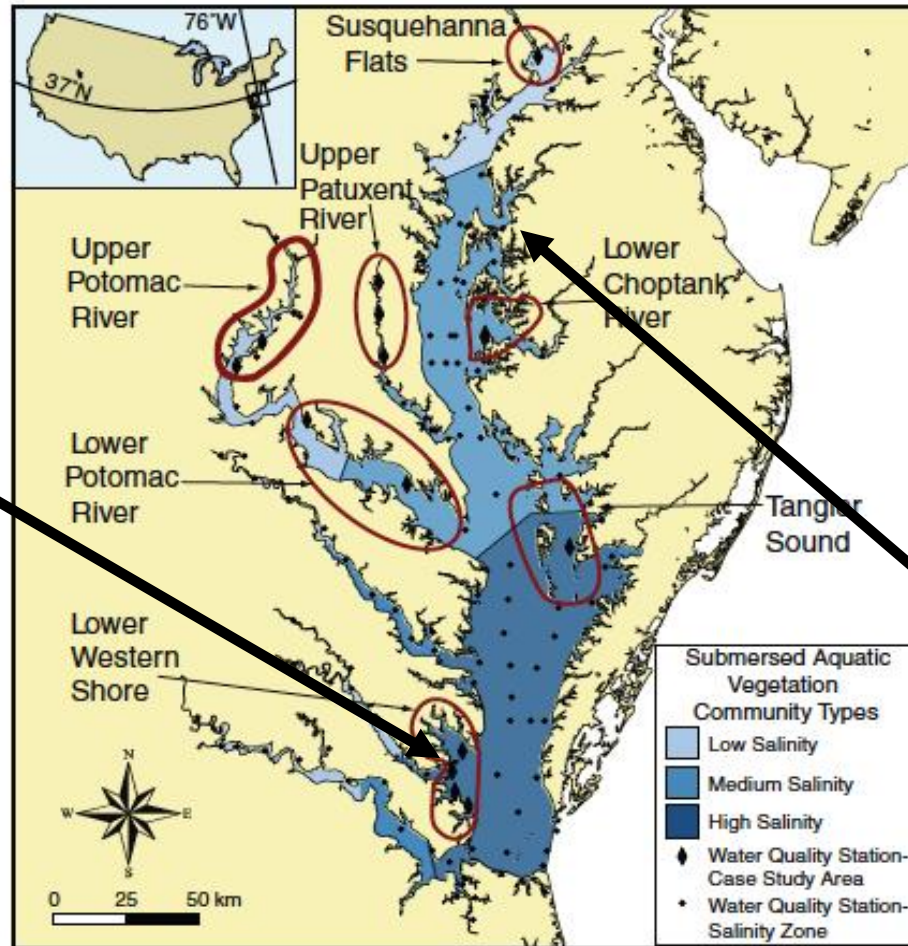 76°W
37°N
Susquehanna
Flats
Upper
Patuxent
River
Upper
Potomac
River
Lower
Choptank
River
Lower
Potomac
River
Tangier
Sound
Lower
Western
Shore
N
W
E
S
0 25 50 km
Submersed Aquatic
Vegetation
Community Types
Low Salinity
Medium Salinity
High Salinity
Water Quality Station-
Case Study Area
Water Quality Station-
Salinity Zone